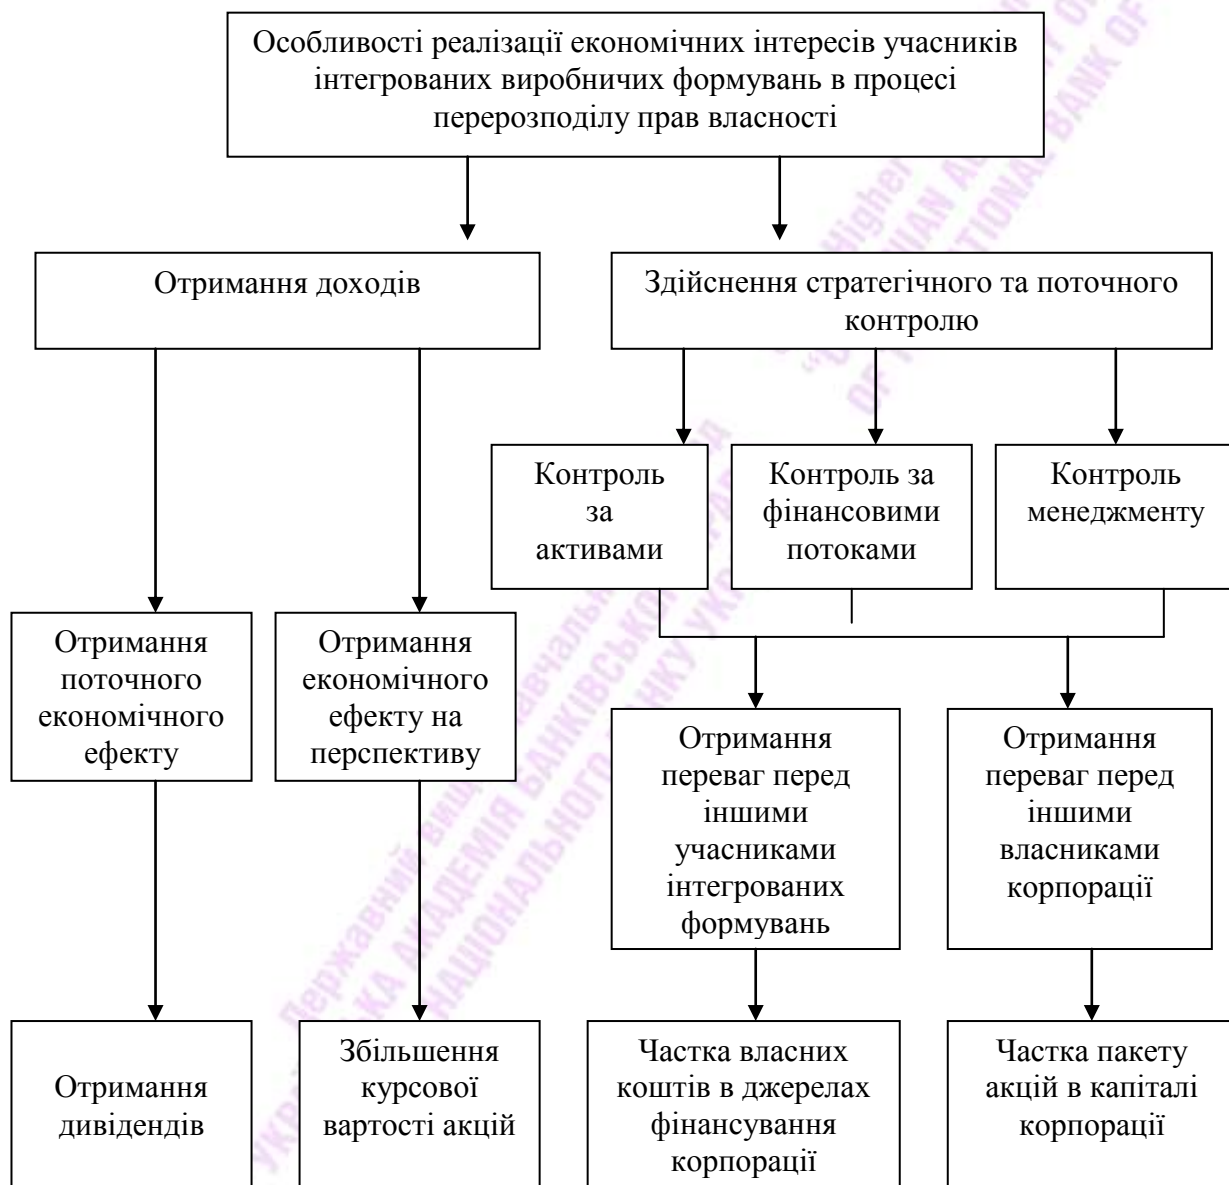 Особливості реалізації економічних інтересів учасників
інтегрованих виробничих формувань в процесі
перерозподілу прав власності
Отримання доходів
Здійснення стратегічного та поточного
контролю
Контроль
за
активами
Контроль за
фінансовими
потоками
Контроль
менеджменту
Отримання
поточного
економічного
ефекту
Отримання
економічного
ефекту на
перспективу
Отримання
переваг перед
іншими
учасниками
інтегрованих
формувань
Отримання
переваг перед
іншими
власниками
корпорації
Отримання
дивідендів
Збільшення
курсової
вартості акцій
Частка власних
коштів в джерелах
фінансування
корпорації
Частка пакету
акцій в капіталі
корпорації